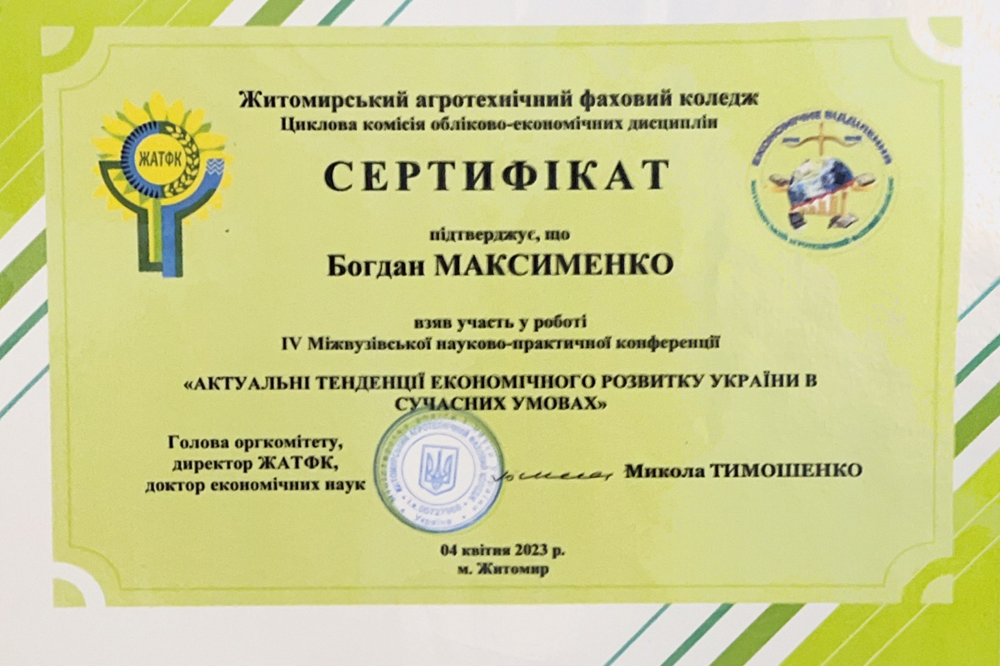 Житомирський агротехнічний фаховий коледж
Циклова комісія обліково-економічних дисциплін
ЖАТФК
ЕКОНОМІЧНЕ ВІДДІЛЕННЯ
СЕРТИФІКАТ
підтверджує, що
Богдан МАКСИМЕНКО
взяв участь у роботі
IV Міжвузівської науково-практичної конференції
«АКТУАЛЬНІ ТЕНДЕНЦІЇ ЕКОНОМІЧНОГО РОЗВИТКУ УКРАЇНИ В
СУЧАСНИХ УМОВАХ»
Голова оргкомітету,
директор ЖАТФК,
доктор економічних наук
Микола ТИМОШЕНКО
04 квітня 2023 р.
м. Житомир